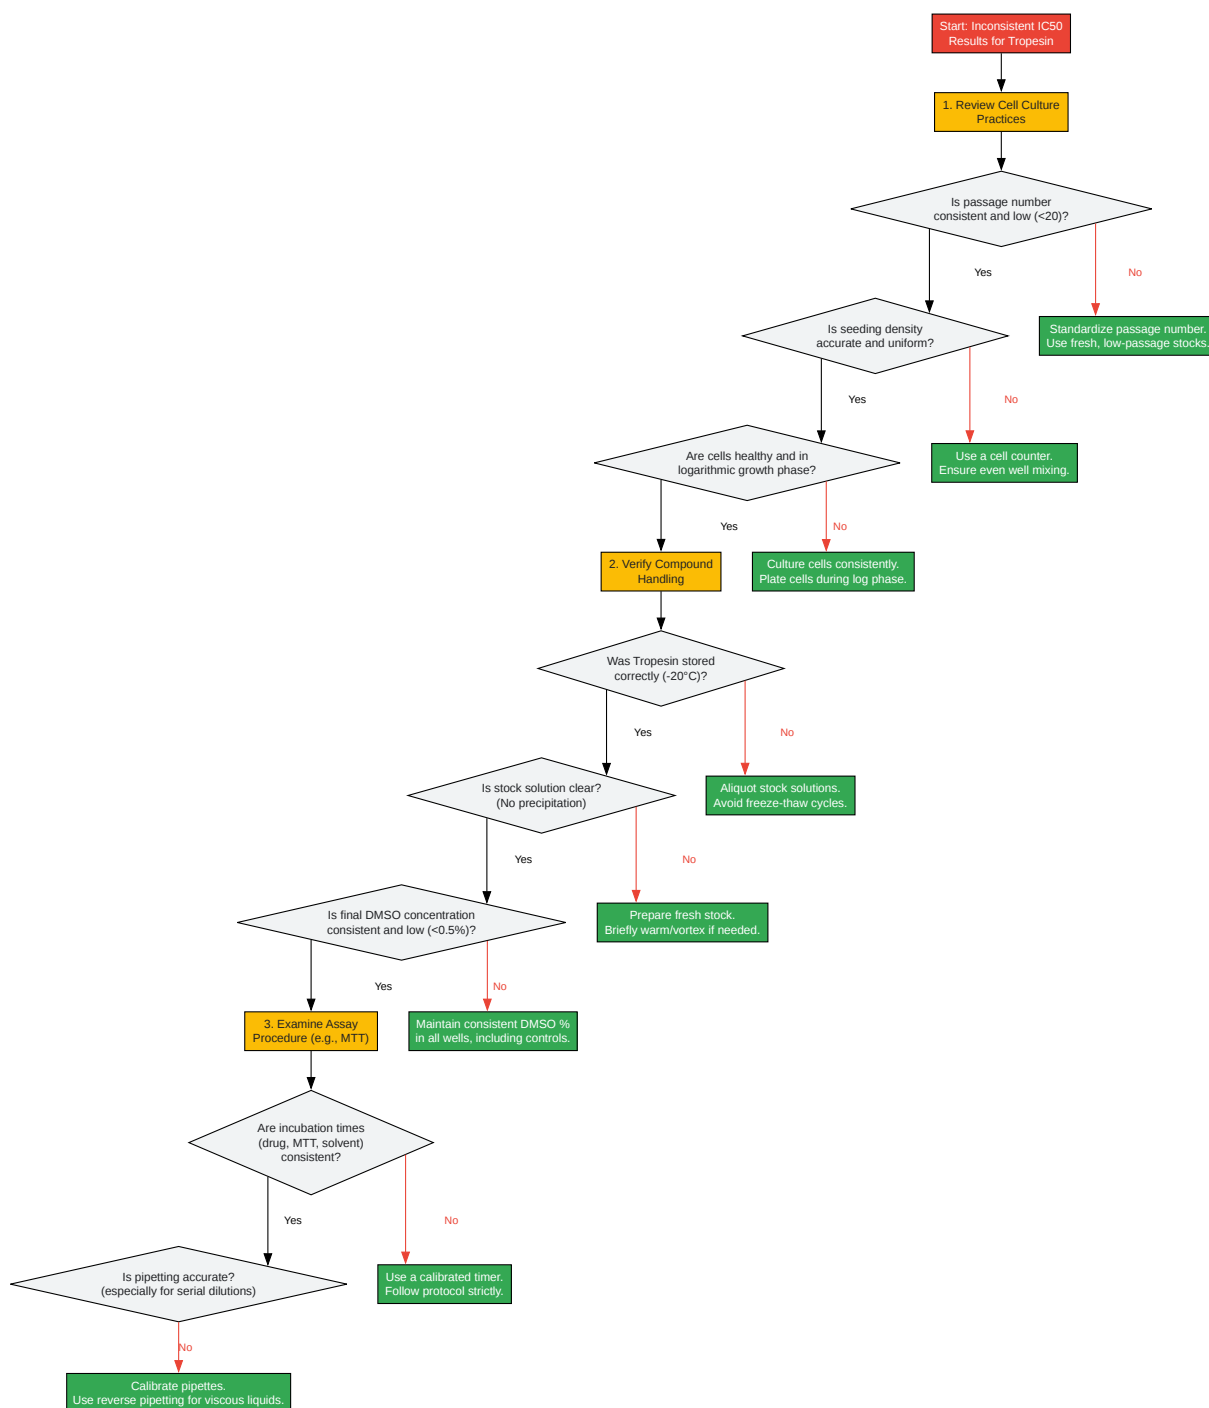 Start: Inconsistent IC50
Results for Tropesin
1. Review Cell Culture
Practices
Is passage number
consistent and low (<20)?
Yes
No
Is seeding density
accurate and uniform?
Standardize passage number.
Use fresh, low-passage stocks.
Yes
No
Are cells healthy and in
logarithmic growth phase?
Use a cell counter.
Ensure even well mixing.
Yes
No
2. Verify Compound
Handling
Culture cells consistently.
Plate cells during log phase.
Was Tropesin stored
correctly (-20°C)?
Yes
No
Is stock solution clear?
(No precipitation)
Aliquot stock solutions.
Avoid freeze-thaw cycles.
Yes
No
Is final DMSO concentration
consistent and low (<0.5%)?
Prepare fresh stock.
Briefly warm/vortex if needed.
Yes
No
3. Examine Assay
Procedure (e.g., MTT)
Maintain consistent DMSO %
in all wells, including controls.
Are incubation times
(drug, MTT, solvent)
consistent?
Yes
No
Is pipetting accurate?
(especially for serial dilutions)
Use a calibrated timer.
Follow protocol strictly.
No
Calibrate pipettes.
Use reverse pipetting for viscous liquids.